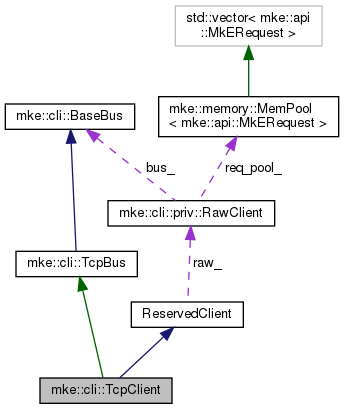 std::vector< mke::api
::MkERequest >
mke::memory::MemPool
< mke::api::MkERequest >
mke::cli::BaseBus
bus_
req_pool_
mke::cli::priv::RawClient
mke::cli::TcpBus
raw_
ReservedClient
mke::cli::TcpClient